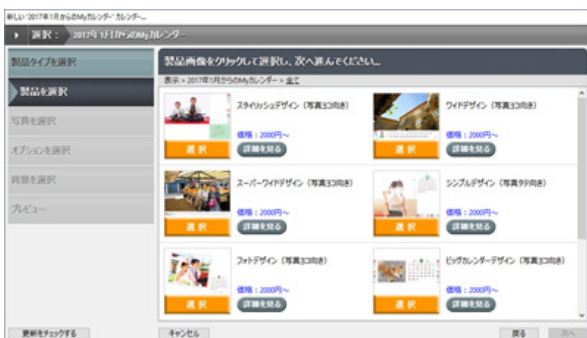 新しい '2017年1月からのMyカレンダー' カレンダー...
選択： 2017年1月からのMyカレンダー
製品タイプを選択
製品を選択
写真を選択
オプションを選択
背景を選択
プレビュー
製品画像をクリックして選択し、次へ進んでください...
表示 > 2017年1月からのMyカレンダー > 全て
スタイリッシュデザイン（写真ヨコ向き）
価格：2000円～
選択
詳細を見る
ワイドデザイン（写真ヨコ向き）
価格：2000円～
選択
詳細を見る
スーパーワイドデザイン（写真ヨコ向き）
価格：2000円～
選択
詳細を見る
シンプルデザイン（写真タテ向き）
価格：2000円～
選択
詳細を見る
フォトデザイン（写真ヨコ向き）
価格：2000円～
選択
詳細を見る
ビッグカレンダーデザイン（写真ヨコ向き）
価格：2000円～
選択
詳細を見る
更新をチェックする
キャンセル
戻る
次へ